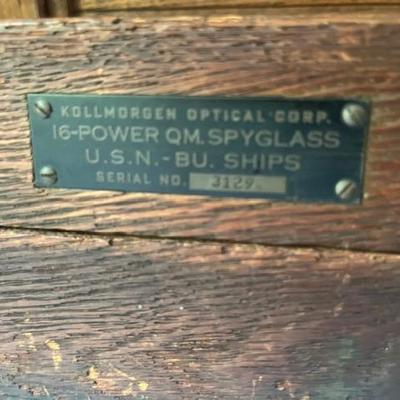 KOLLMORGEN OPTICAL CORP.
16-POWER QM. SPYGLASS
U.S.N.-BU. SHIPS
SERIAL NO. 3129